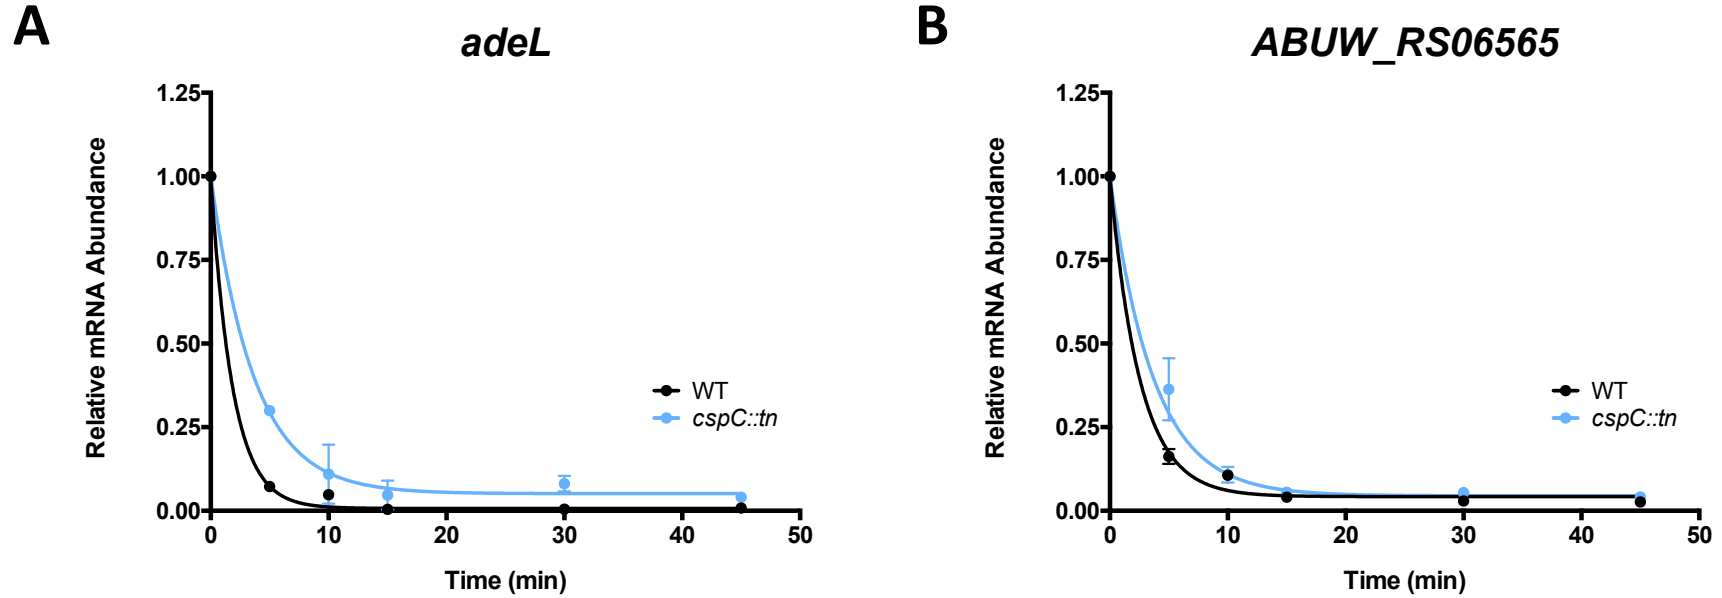 A
adeL
1.25
1.00
0.75
0.50
0.25
0.00
Relative mRNA Abundance
0 10 20 30 40 50
Time (min)
WT
cspC::tn
B
ABUW_RS06565
1.25
1.00
0.75
0.50
0.25
0.00
Relative mRNA Abundance
0 10 20 30 40 50
Time (min)
WT
cspC::tn